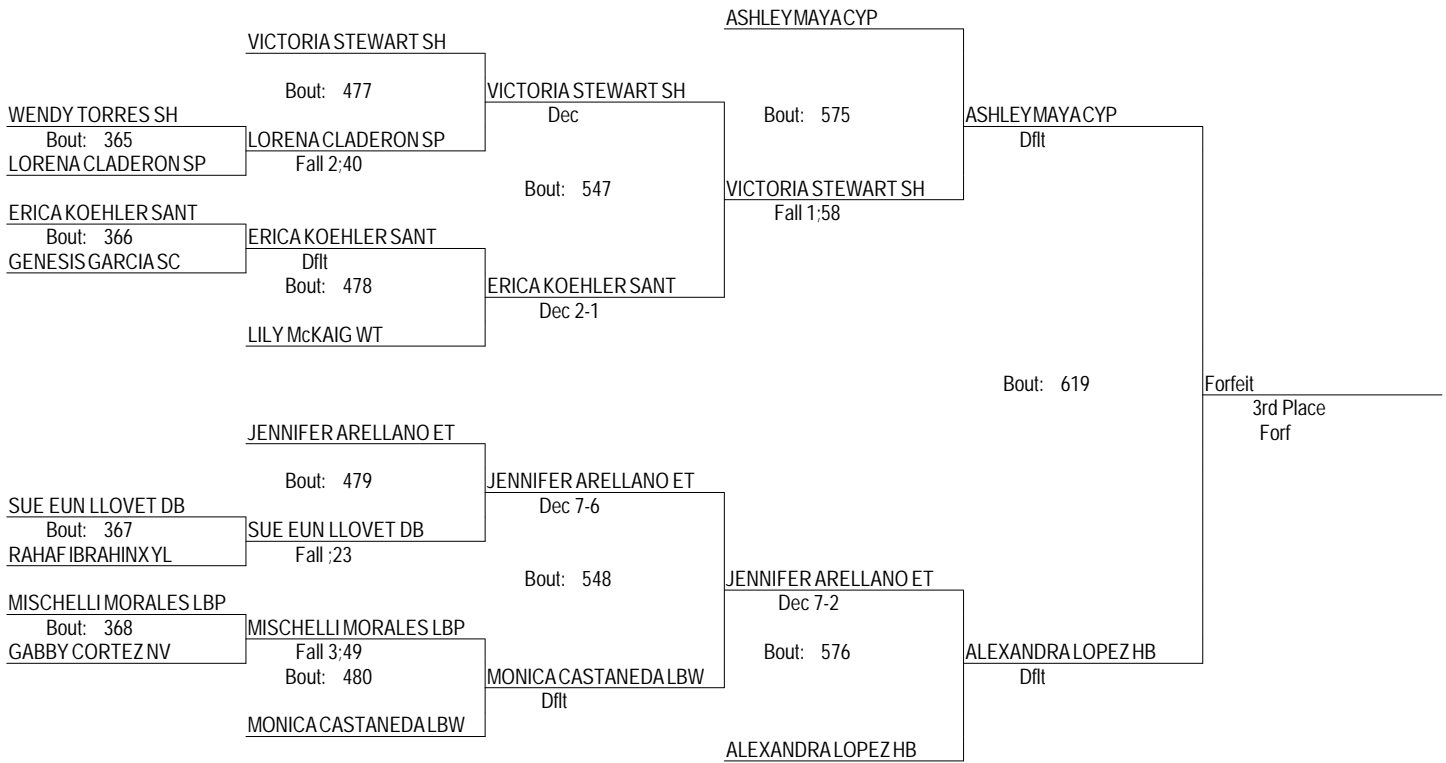 ASHLEY MAYA CYP
VICTORIA STEWART SH
Bout: 477
VICTORIA STEWART SH
WENDY TORRES SH
Dec
Bout: 575
ASHLEY MAYA CYP
Bout: 365
LORENA CLADERON SP
Dflt
LORENA CLADERON SP
Fall 2;40
Bout: 547
VICTORIA STEWART SH
ERICA KOEHLER SANT
Fall 1;58
Bout: 366
ERICA KOEHLER SANT
GENESIS GARCIA SC
Dflt
Bout: 478
ERICA KOEHLER SANT
Dec 2-1
LILY McKAIG WT
Bout: 619
Forfeit
3rd Place
Forf
JENNIFER ARELLANO ET
Bout: 479
JENNIFER ARELLANO ET
SUE EUN LLOVET DB
Dec 7-6
Bout: 367
SUE EUN LLOVET DB
RAHAF IBRAHINX YL
Fall ;23
Bout: 548
JENNIFER ARELLANO ET
MISCHELLI MORALES LBP
Dec 7-2
Bout: 368
MISCHELLI MORALES LBP
GABBY CORTEZ NV
Fall 3;49
Bout: 576
ALEXANDRA LOPEZ HB
Bout: 480
MONICA CASTANEDA LBW
Dflt
Dflt
MONICA CASTANEDA LBW
ALEXANDRA LOPEZ HB